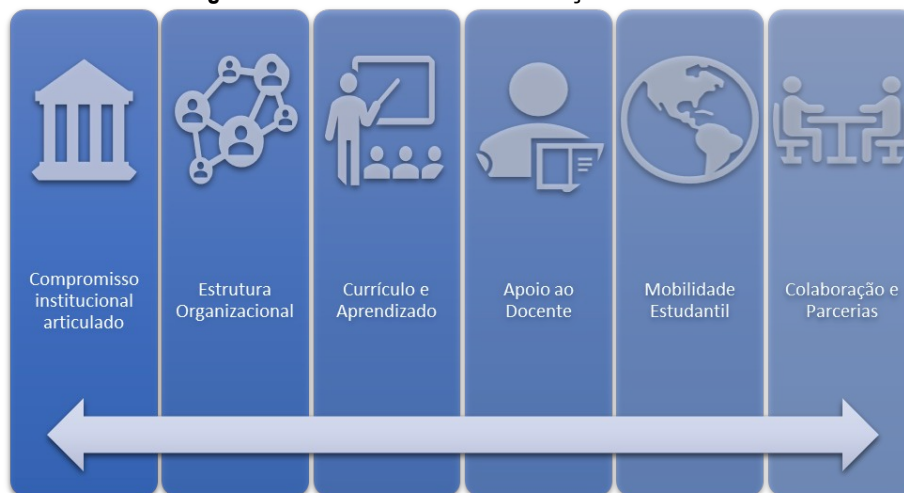 Compromisso
institucional
articulado
Estrutura
Organizacional
Currículo e
Aprendizado
Apoio ao
Docente
Mobilidade
Estudantil
Colaboração e
Parcerias